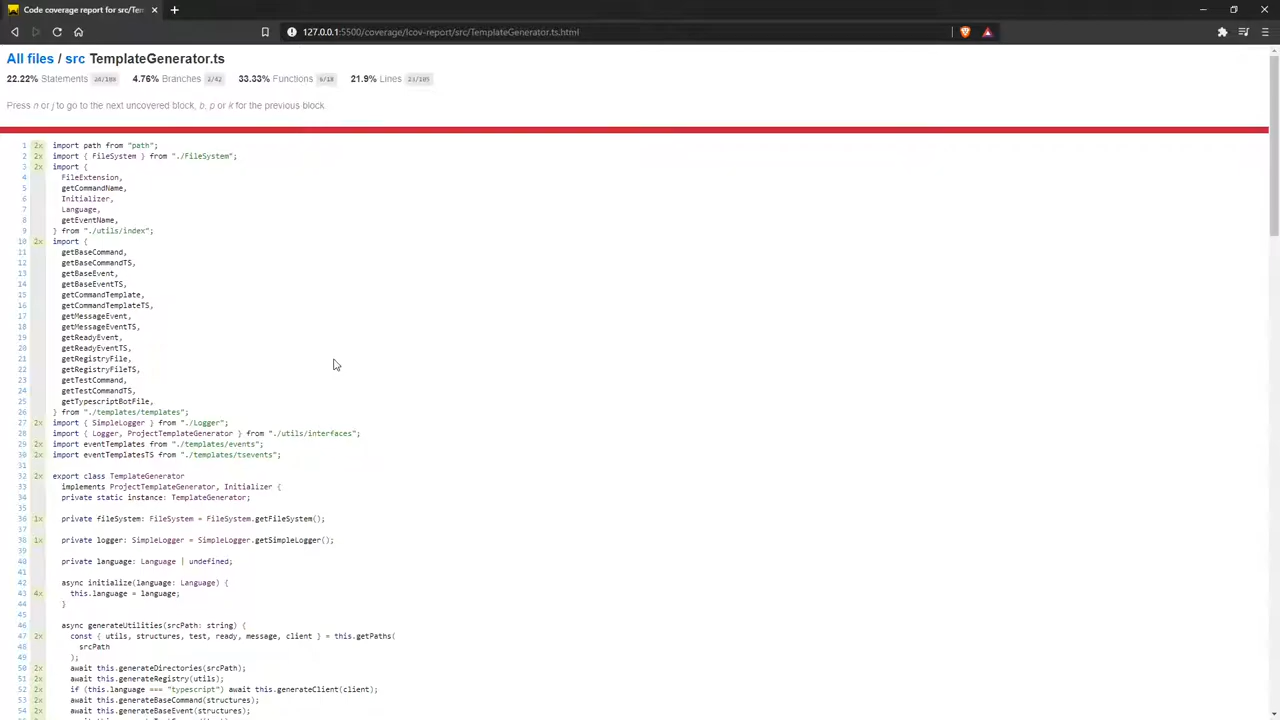 Code coverage report for src/Tem
127.0.0.1:5500/coverage/lcov-report/src/TemplateGenerator.ts.html
All files / src TemplateGenerator.ts
22.22% Statements 24/108 4.76% Branches 2/42 33.33% Functions 6/18 21.9% Lines 23/105
Press n or j to go to the next uncovered block, b, p or k for the previous block
1 2x import path from "path";
2 2x import { FileSystem } from "./FileSystem";
3 2x import {
4 FileExtension,
5 getCommandName,
6 Initializer,
7 Language,
8 getEventName,
9 } from "./utils/index";
10 2x import {
11 getBaseCommand,
12 getBaseCommandTS,
13 getBaseEvent,
14 getBaseEventTS,
15 getCommandTemplate,
16 getCommandTemplateTS,
17 getMessageEvent,
18 getMessageEventTS,
19 getReadyEvent,
20 getReadyEventTS,
21 getRegistryFile,
22 getRegistryFileTS,
23 getTestCommand,
24 getTestCommandTS,
25 getTypescriptBotFile,
26 } from "./templates/templates";
27 2x import { SimpleLogger } from "./Logger";
28 import { Logger, ProjectTemplateGenerator } from "./utils/interfaces";
29 2x import eventTemplates from "./templates/events";
30 2x import eventTemplatesTS from "./templates/tsevents";
31
32 2x export class TemplateGenerator
33 implements ProjectTemplateGenerator, Initializer {
34 private static instance: TemplateGenerator;
35
36 1x private fileSystem: FileSystem = FileSystem.getFileSystem();
37
38 1x private logger: SimpleLogger = SimpleLogger.getSimpleLogger();
39
40 private language: Language | undefined;
41
42 async initialize(language: Language) {
43 4x this.language = language;
44 }
45
46 async generateUtilities(srcPath: string) {
47 2x const { utils, structures, test, ready, message, client } = this.getPaths(
48 srcPath
49 );
50 2x await this.generateDirectories(srcPath);
51 2x await this.generateRegistry(utils);
52 2x if (this.language === "typescript") await this.generateClient(client);
53 2x await this.generateBaseCommand(structures);
54 2x await this.generateBaseEvent(structures);